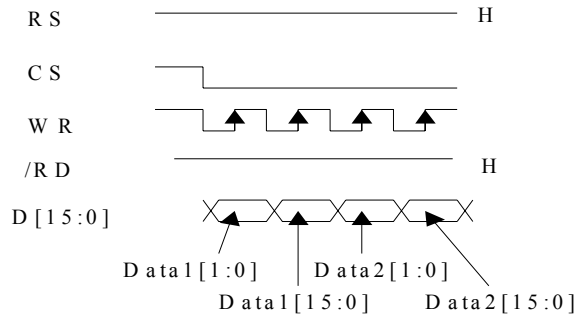 RS H
CS
WR
/RD H
D[15:0]
Data1[1:0] Data2[1:0]
Data1[15:0] Data2[15:0]